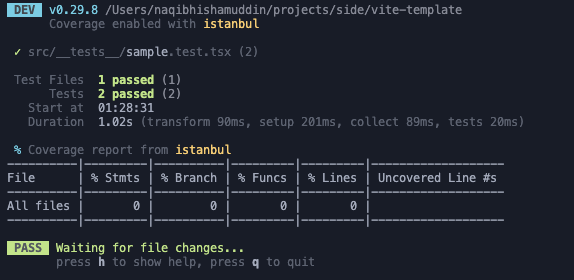 DEV v0.29.8 /Users/naqibhishamuddin/projects/side/vite-template
Coverage enabled with istanbul
✓ src/__tests__/sample.test.tsx (2)
Test Files 1 passed (1)
Tests 2 passed (2)
Start at 01:28:31
Duration 1.02s (transform 90ms, setup 201ms, collect 89ms, tests 20ms)
% Coverage report from istanbul
----------|---------|----------|---------|---------|-------------------
File | % Stmts | % Branch | % Funcs | % Lines | Uncovered Line #s
----------|---------|----------|---------|---------|-------------------
All files | 0 | 0 | 0 | 0 |
----------|---------|----------|---------|---------|-------------------
PASS Waiting for file changes...
press h to show help, press q to quit